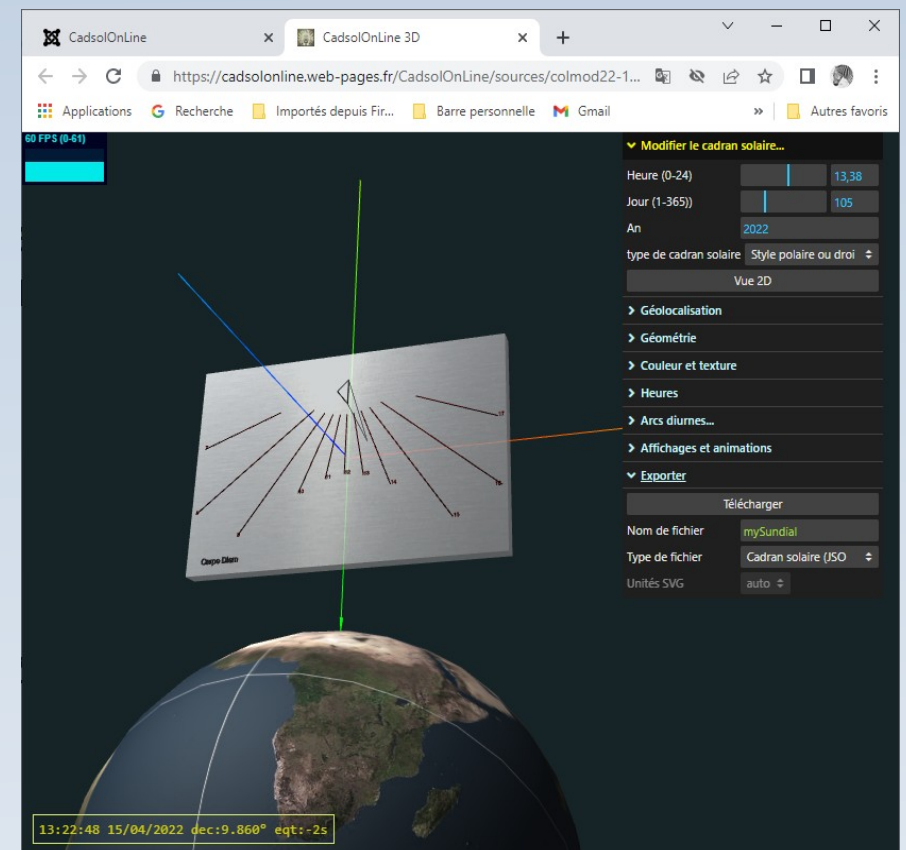 CadsolOnLine
CadsolOnLine 3D
https://cadsolonline.web-pages.fr/CadsolOnLine/sources/colmod22-1...
Applications
Recherche
Importés depuis Fir...
Barre personnelle
Gmail
»
Autres favoris
60 FPS (0-61)
Modifier le cadran solaire...
Heure (0-24) 13,38
Jour (1-365)) 105
An 2022
type de cadran solaire Style polaire ou droi
Vue 2D
Géolocalisation
Géométrie
Couleur et texture
Heures
Arcs diurnes...
Affichages et animations
Exporter
Télécharger
Nom de fichier mySundial
Type de fichier Cadran solaire (JSO
Unités SVG auto
17
12
14
15
Carpe Diem
13:22:48 15/04/2022 dec:9.860° eqt:-2s